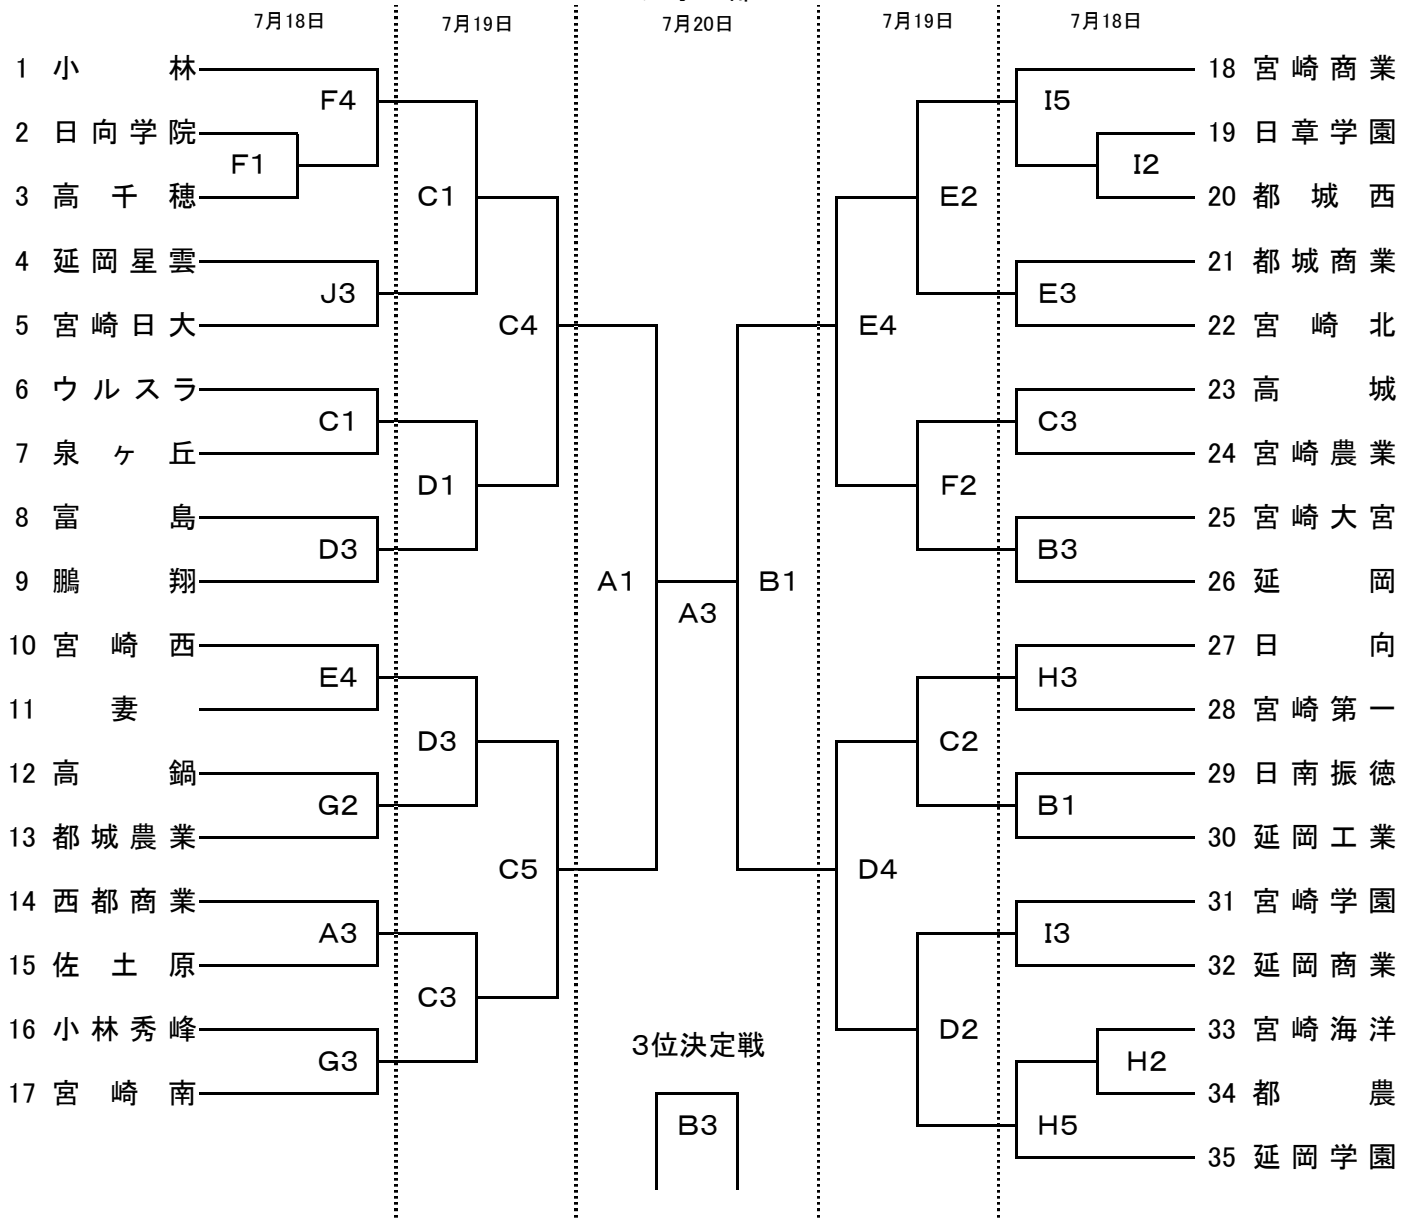 7月18日 7月19日 7月20日 7月19日 7月18日
1 小林
F4
2 日向学院
F1
3 高千穂
C1
4 延岡星雲
J3
5 宮崎日大
C4
6 ウルスラ
C1
7 泉ヶ丘
D1
8 富島
D3
9 鵬翔
A1
10 宮崎西
E4
11 妻
D3
12 高鍋
G2
13 都城農業
C5
14 西都商業
A3
15 佐土原
C3
16 小林秀峰
G3
17 宮崎南
A3
3位決定戦
B3
18 宮崎商業
I5
19 日章学園
I2
20 都城西
E2
21 都城商業
E3
22 宮崎北
E4
23 高城
C3
24 宮崎農業
F2
25 宮崎大宮
B3
26 延岡
B1
27 日向
H3
28 宮崎第一
C2
29 日南振徳
B1
30 延岡工業
D4
31 宮崎学園
I3
32 延岡商業
D2
33 宮崎海洋
H2
34 都農
H5
35 延岡学園